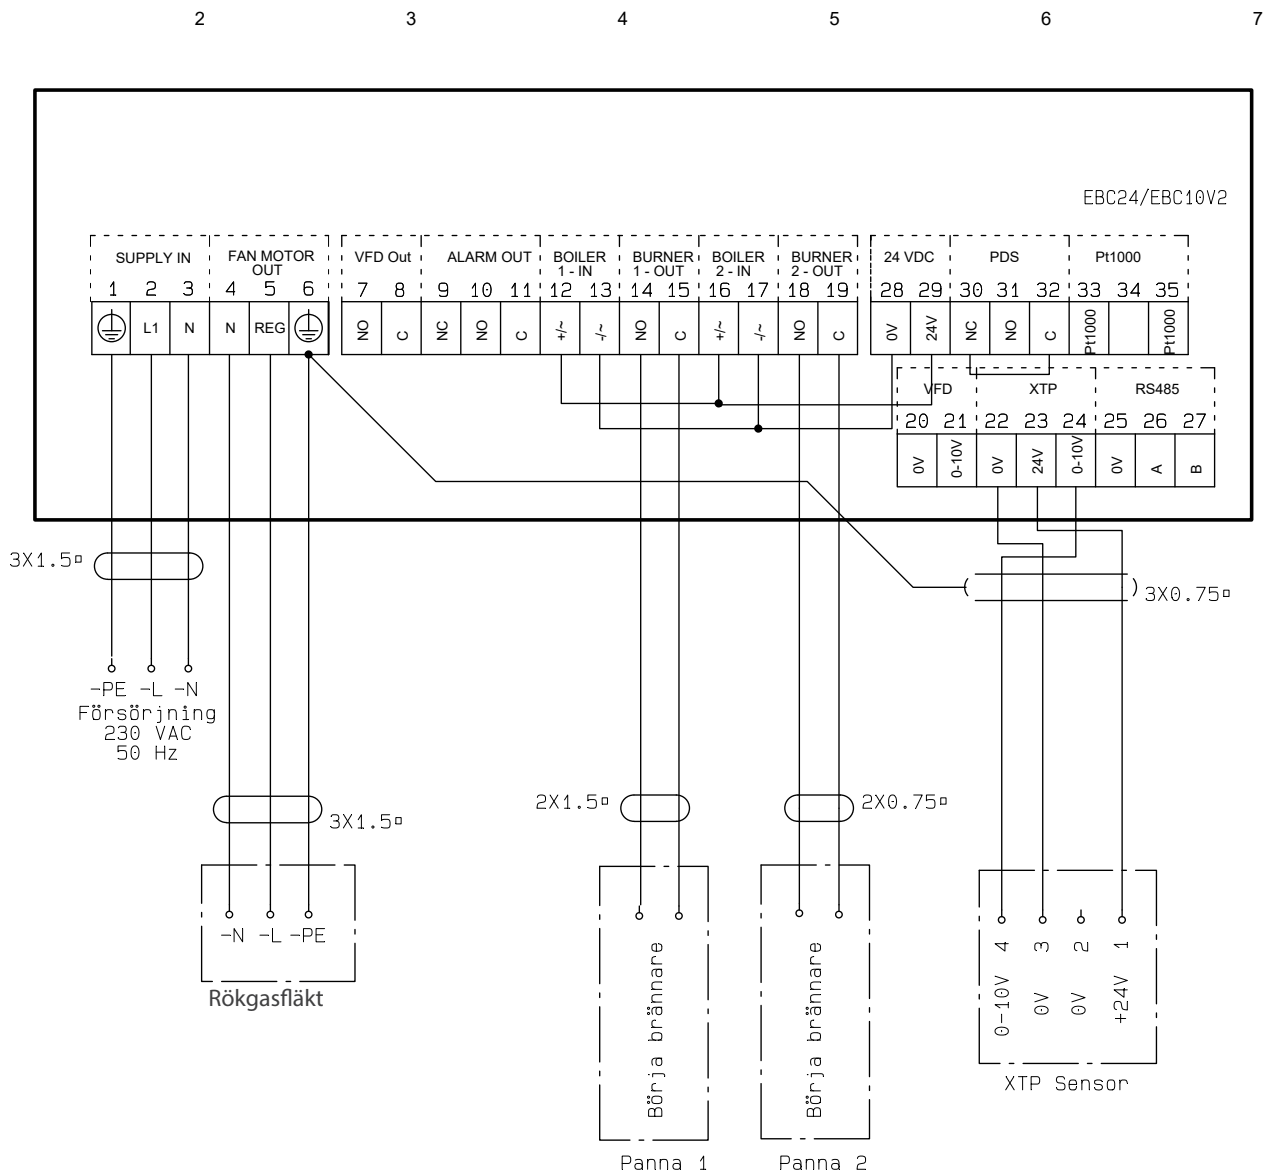 2 3 4 5 6 7
EBC24/EBC10V2
SUPPLY IN
FAN MOTOR
OUT
VFD Out
ALARM OUT
BOILER
1 - IN
BURNER
1 - OUT
BOILER
2 - IN
BURNER
2 - OUT
24 VDC
PDS
Pt1000
1 2 3 4 5 6 7 8 9 10 11 12 13 14 15 16 17 18 19 28 29 30 31 32 33 34 35
L1 N N REG NO C NC NO C +/~ -/~ NO C +/~ -/~ NO C 0V 24V NC NO C Pt1000 Pt1000
VFD
XTP
RS485
20 21 22 23 24 25 26 27
0V 0-10V 0V 24V 0-10V 0V A B
3X1.5▫
3X0.75▫
-PE -L -N
Försörjning
230 VAC
50 Hz
3X1.5▫
2X1.5▫
2X0.75▫
-N -L -PE
Rökgasfläkt
Börja brännare
Panna 1
Börja brännare
Panna 2
4 3 2 1
0-10V 0V 0V +24V
XTP Sensor